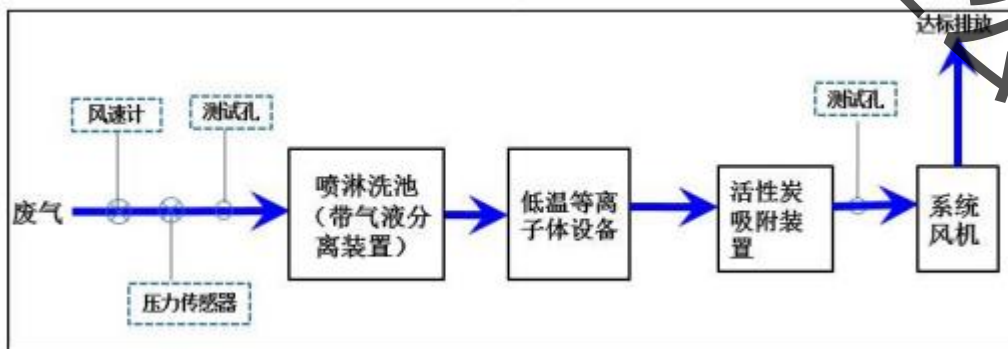 达标排放
风速计
测试孔
测试孔
废气
喷淋洗池
（带气液分
离装置）
低温等离
子体设备
活性炭
吸附装
置
系统
风机
压力传感器